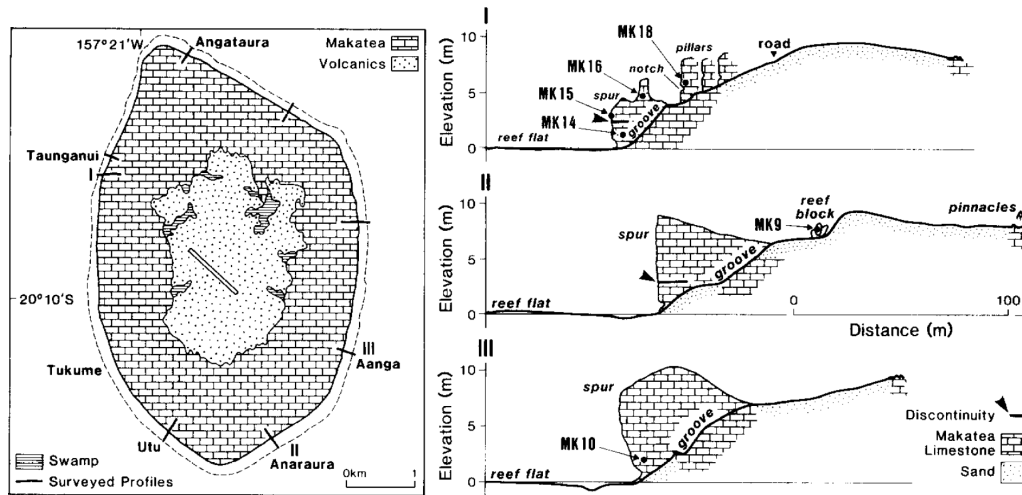 157°21'W
Angataura
Makatea
Volcanics
Taunganui
I
20°10'S
Tukume
III
Aanga
Utu
II
Anaraura
Swamp
Surveyed Profiles
0km 1
I
Elevation (m)
10
5
0
MK18
pillars
road
MK16
notch
MK15
spur
MK14
groove
reef flat
II
Elevation (m)
10
5
0
spur
MK9
reef block
pinnacles
groove
reef flat
0 100
Distance (m)
III
Elevation (m)
10
5
0
spur
groove
MK10
reef flat
Discontinuity
Makatea
Limestone
Sand